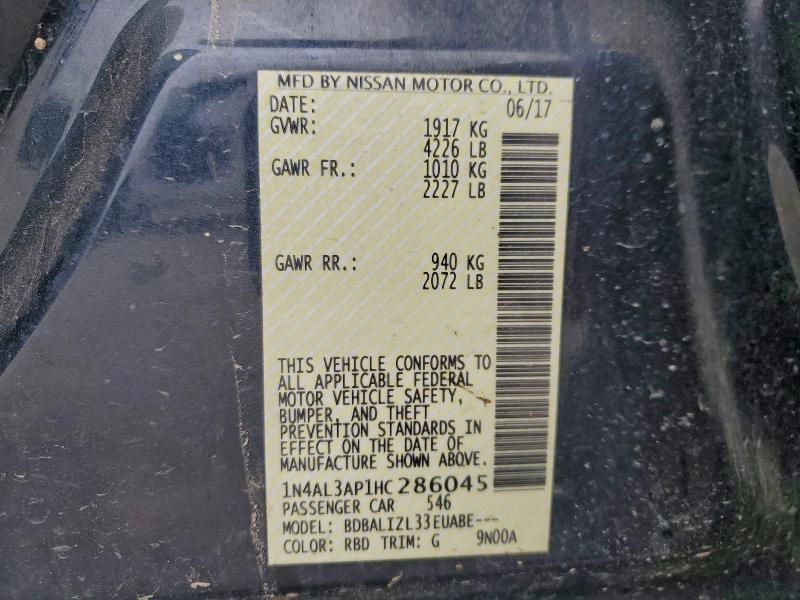 MFD BY NISSAN MOTOR CO., LTD.
DATE: 06/17
GVWR: 1917 KG
4226 LB
GAWR FR.: 1010 KG
2227 LB
GAWR RR.: 940 KG
2072 LB
THIS VEHICLE CONFORMS TO
ALL APPLICABLE FEDERAL
MOTOR VEHICLE SAFETY,
BUMPER, AND THEFT
PREVENTION STANDARDS IN
EFFECT ON THE DATE OF
MANUFACTURE SHOWN ABOVE.
1N4AL3AP1HC286045
PASSENGER CAR 546
MODEL: BDBALIZL33EUABE---
COLOR: RBD TRIM: G 9N00A